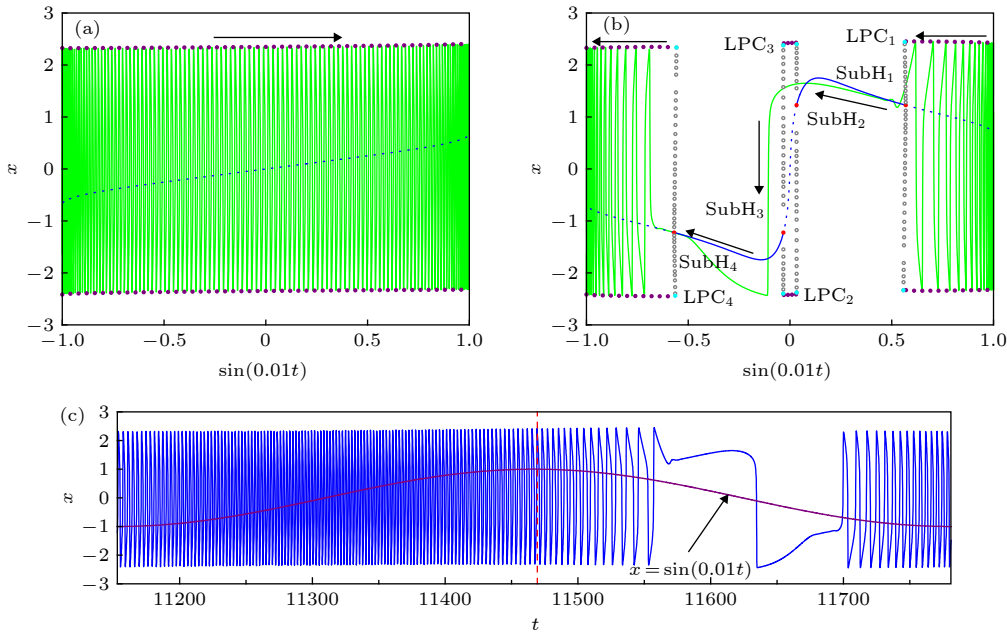 (a)
3
2
1
0
−1
−2
−3
x
−1.0 −0.5 0 0.5 1.0
sin(0.01t)
(b)
3
2
1
0
−1
−2
−3
x
LPC₃
LPC₁
SubH₁
SubH₂
SubH₃
SubH₄
LPC₄
LPC₂
−1.0 −0.5 0 0.5 1.0
sin(0.01t)
(c)
3
2
1
0
−1
−2
−3
x
x=sin(0.01t)
11200 11300 11400 11500 11600 11700
t